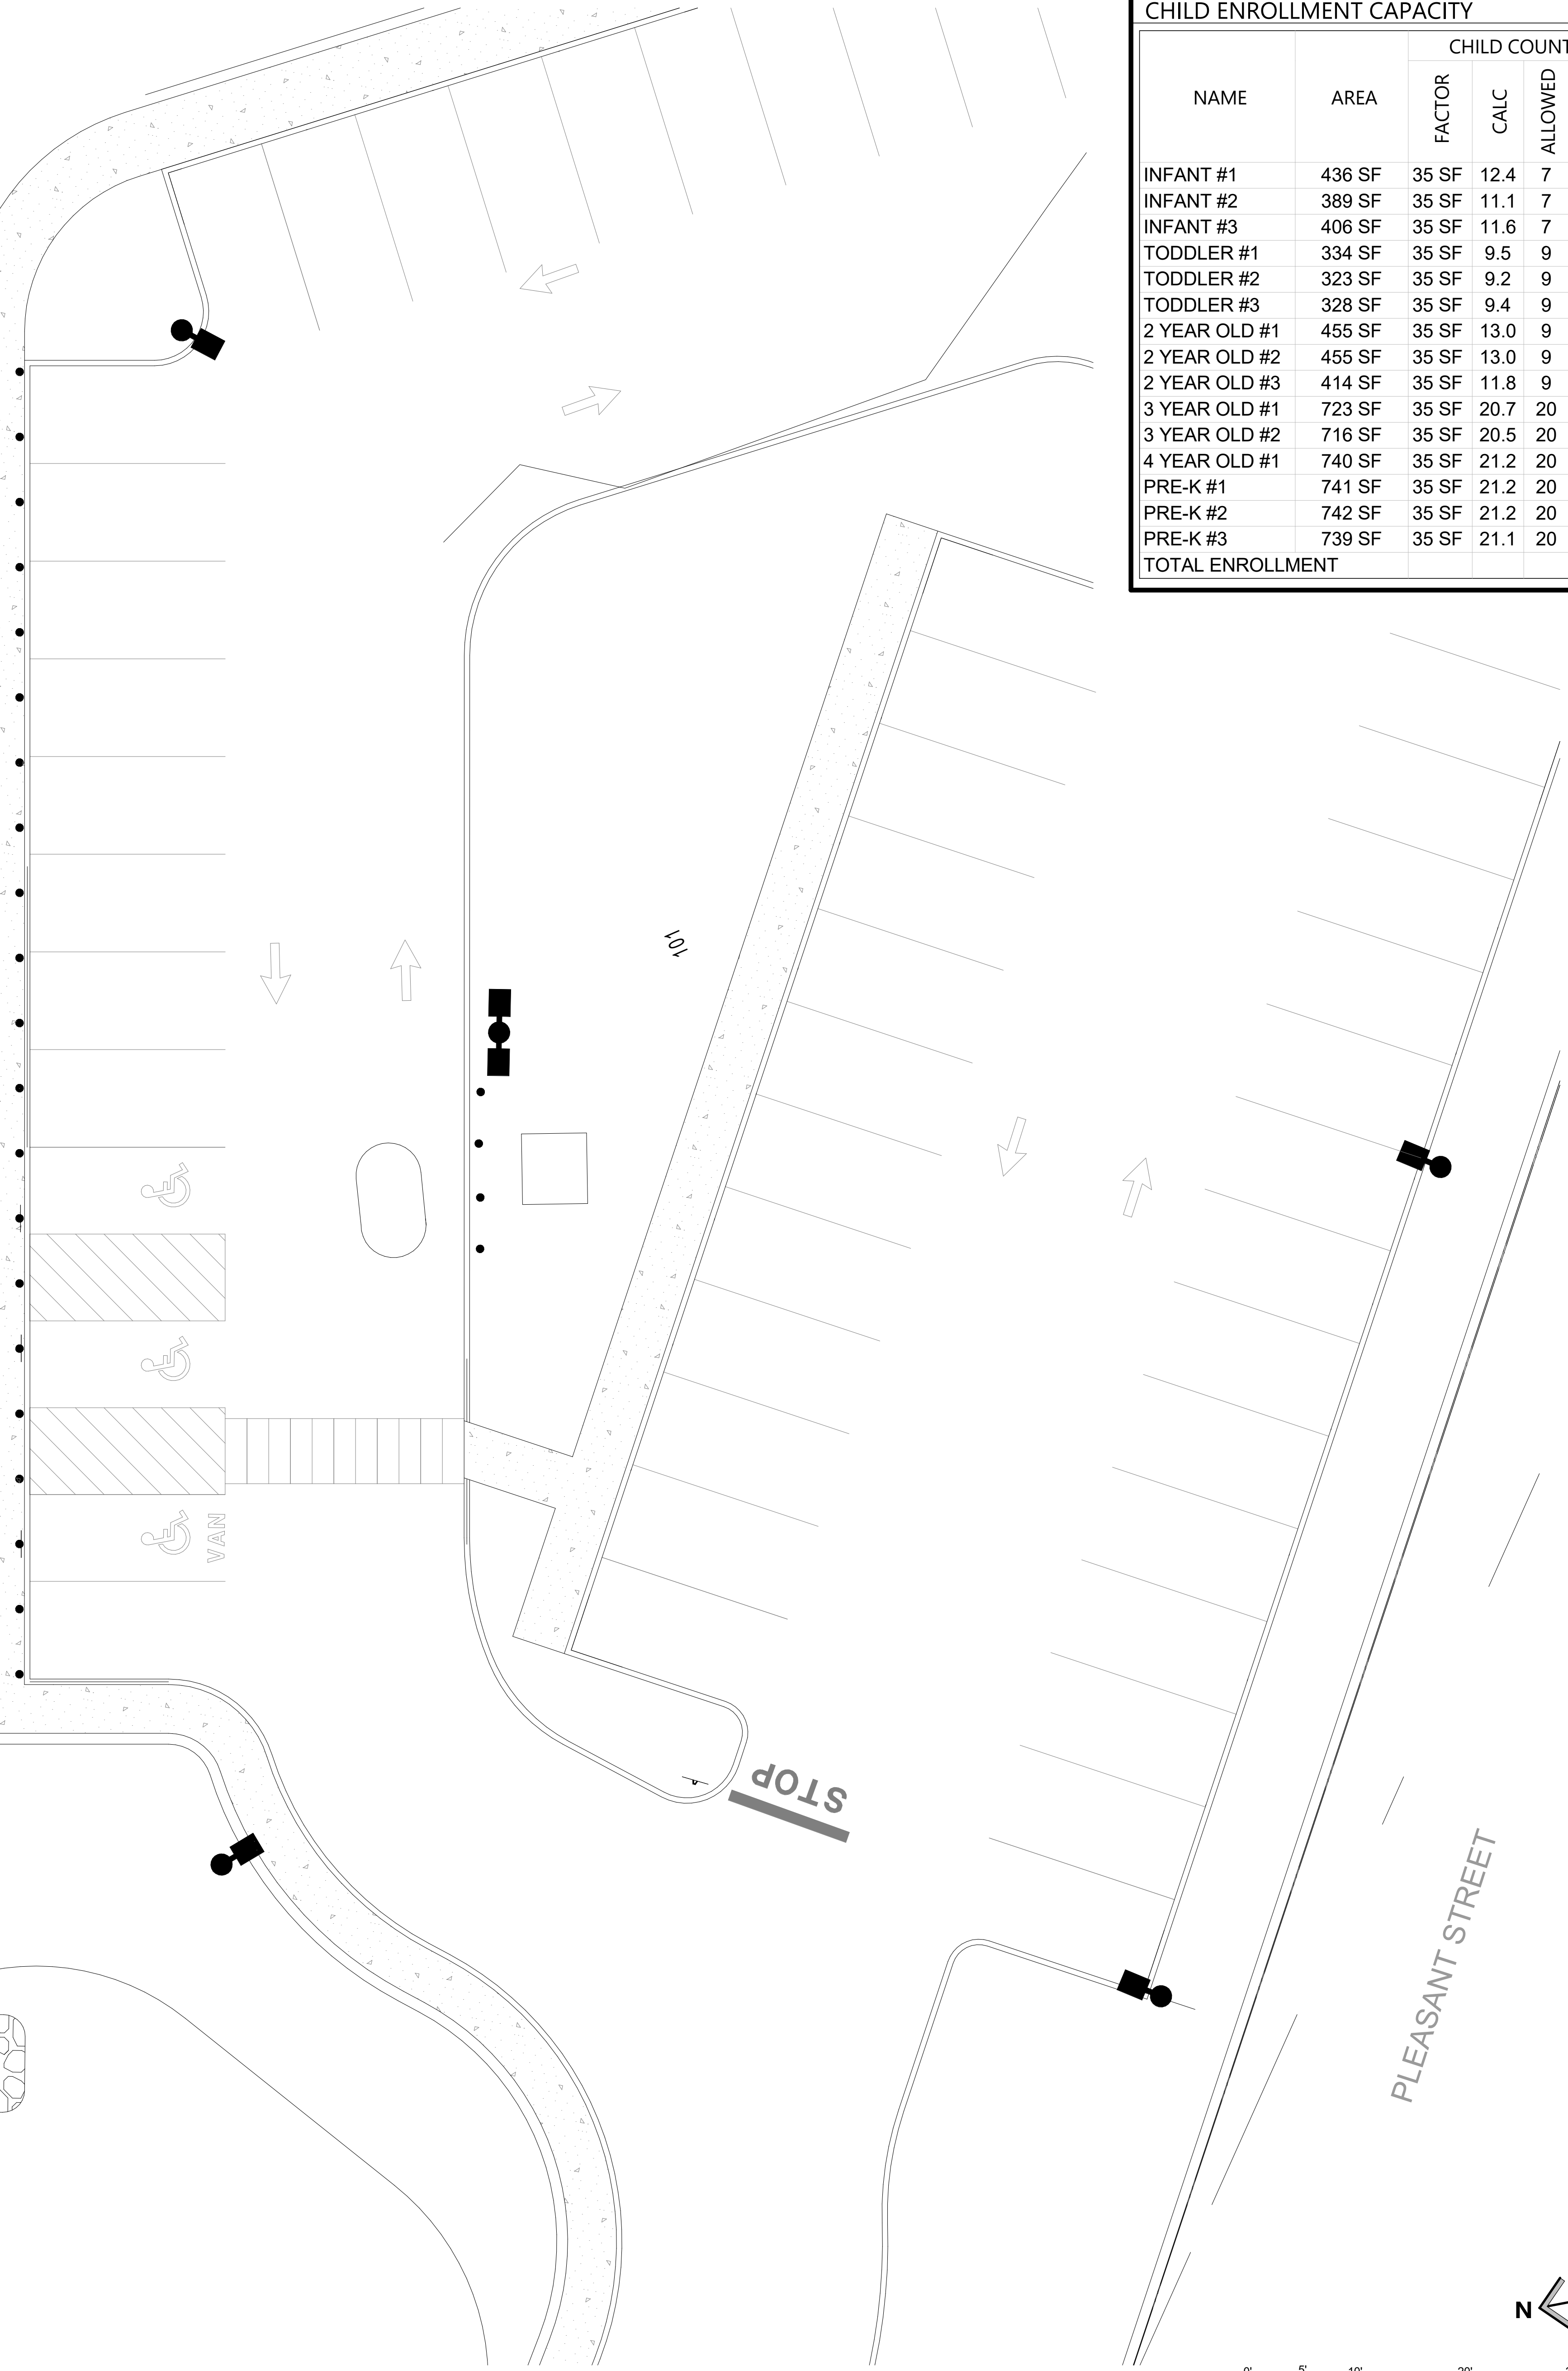 CHILD ENROLLMENT CAPACITY
NAME AREA CHILD COUNT
FACTOR CALC ALLOWED
INFANT #1 436 SF 35 SF 12.4 7
INFANT #2 389 SF 35 SF 11.1 7
INFANT #3 406 SF 35 SF 11.6 7
TODDLER #1 334 SF 35 SF 9.5 9
TODDLER #2 323 SF 35 SF 9.2 9
TODDLER #3 328 SF 35 SF 9.4 9
2 YEAR OLD #1 455 SF 35 SF 13.0 9
2 YEAR OLD #2 455 SF 35 SF 13.0 9
2 YEAR OLD #3 414 SF 35 SF 11.8 9
3 YEAR OLD #1 723 SF 35 SF 20.7 20
3 YEAR OLD #2 716 SF 35 SF 20.5 20
4 YEAR OLD #1 740 SF 35 SF 21.2 20
PRE-K #1 741 SF 35 SF 21.2 20
PRE-K #2 742 SF 35 SF 21.2 20
PRE-K #3 739 SF 35 SF 21.1 20
TOTAL ENROLLMENT
101
VAN
STOP
PLEASANT STREET
N
0' 5' 10' 20'